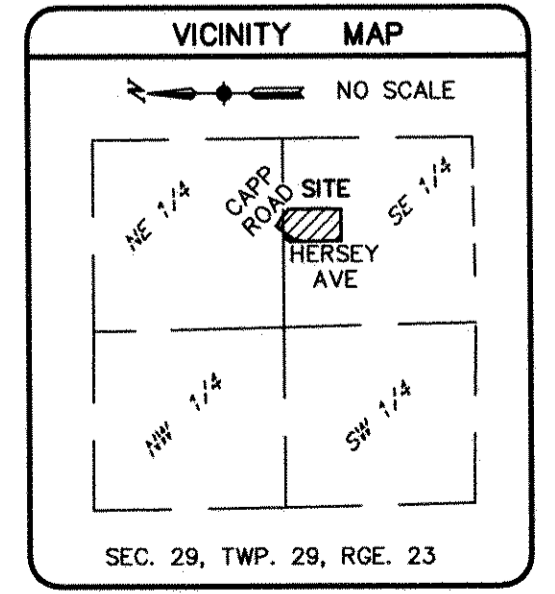 VICINITY MAP
N NO SCALE
NE 1/4
CAPP
ROAD
SITE
SE 1/4
HERSEY
AVE
NW 1/4
SW 1/4
SEC. 29, TWP. 29, RGE. 23